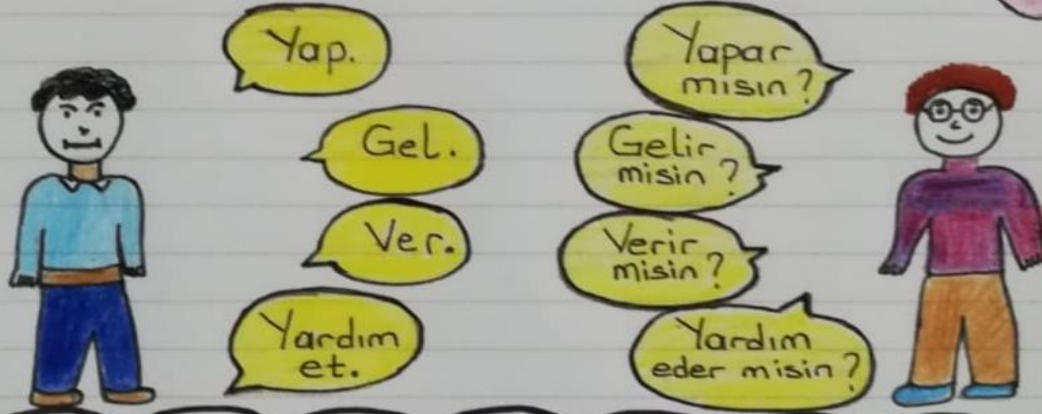 Yap.
Gel.
Ver.
Yardım
et.
Yapar
mısın?
Gelir
misin?
Verir
misin?
Yardım
eder misin?